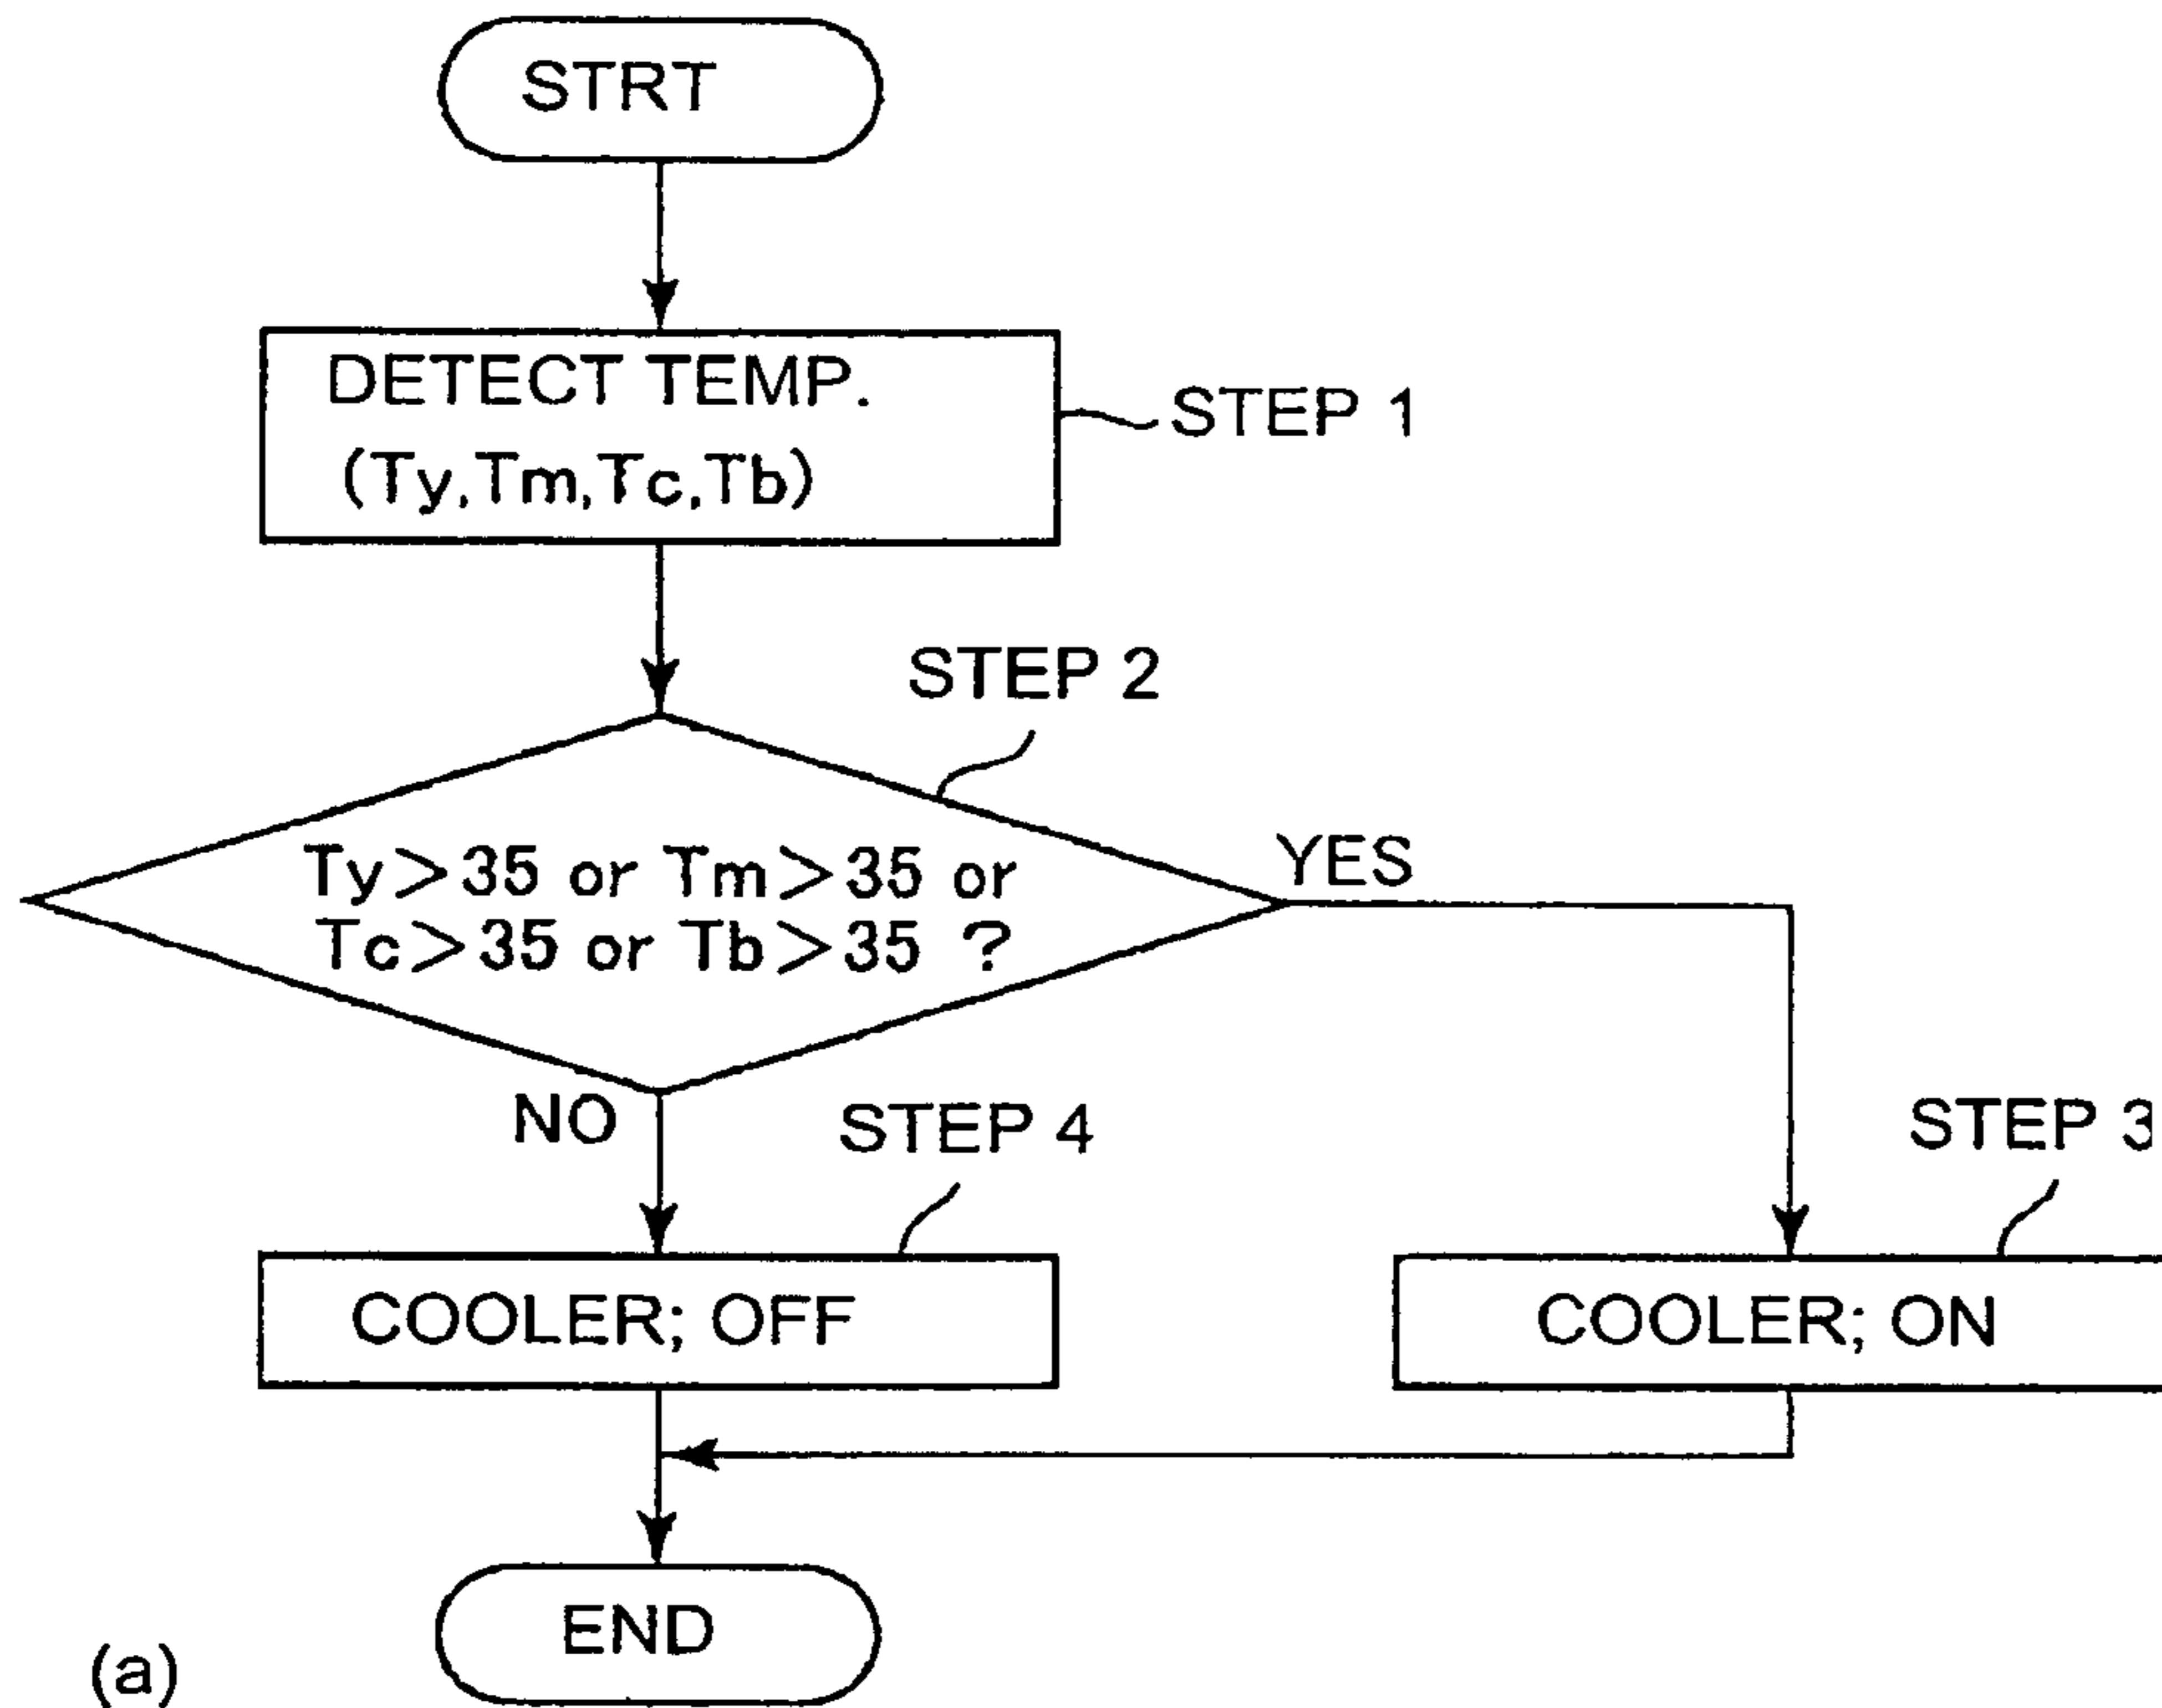 STRT
DETECT TEMP.
(Ty,Tm,Tc,Tb)
STEP 1
STEP 2
Ty>35 or Tm>35 or
Tc>35 or Tb>35 ?
YES
NO
STEP 4
STEP 3
COOLER; OFF
COOLER; ON
END
(a)